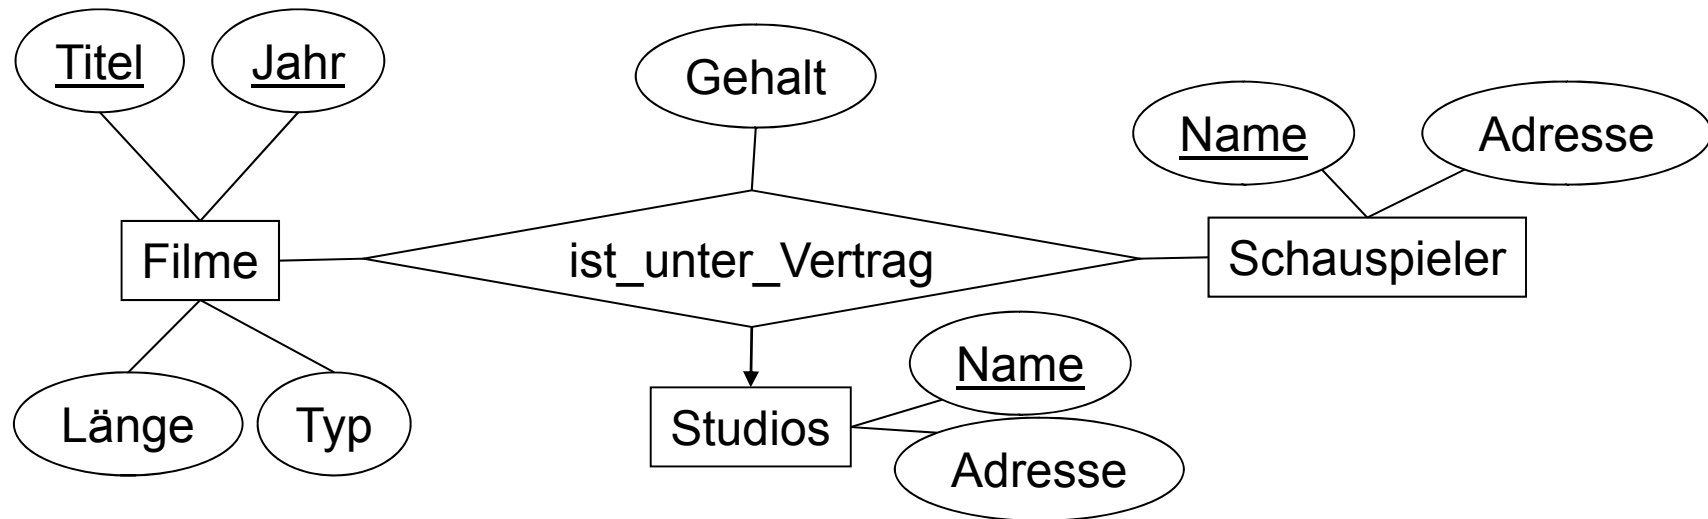 Titel
Jahr
Gehalt
Name
Adresse
Filme
ist_unter_Vertrag
Schauspieler
Name
Länge
Typ
Studios
Adresse